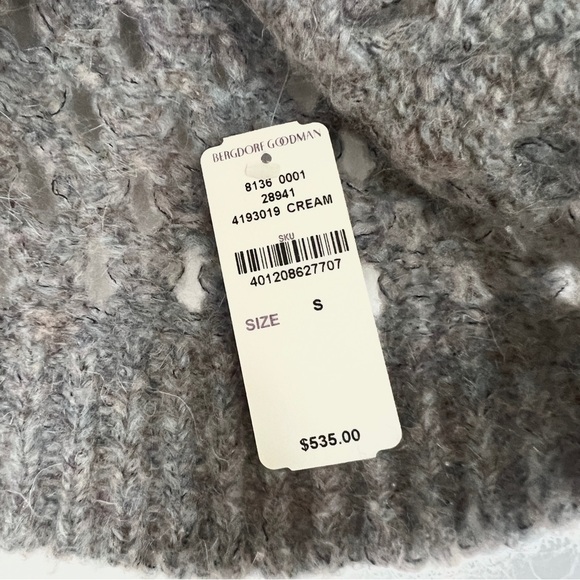 BERGDORF GOODMAN
8136 0001
28941
4193019 CREAM
SKU
401208627707
SIZE S
$535.00